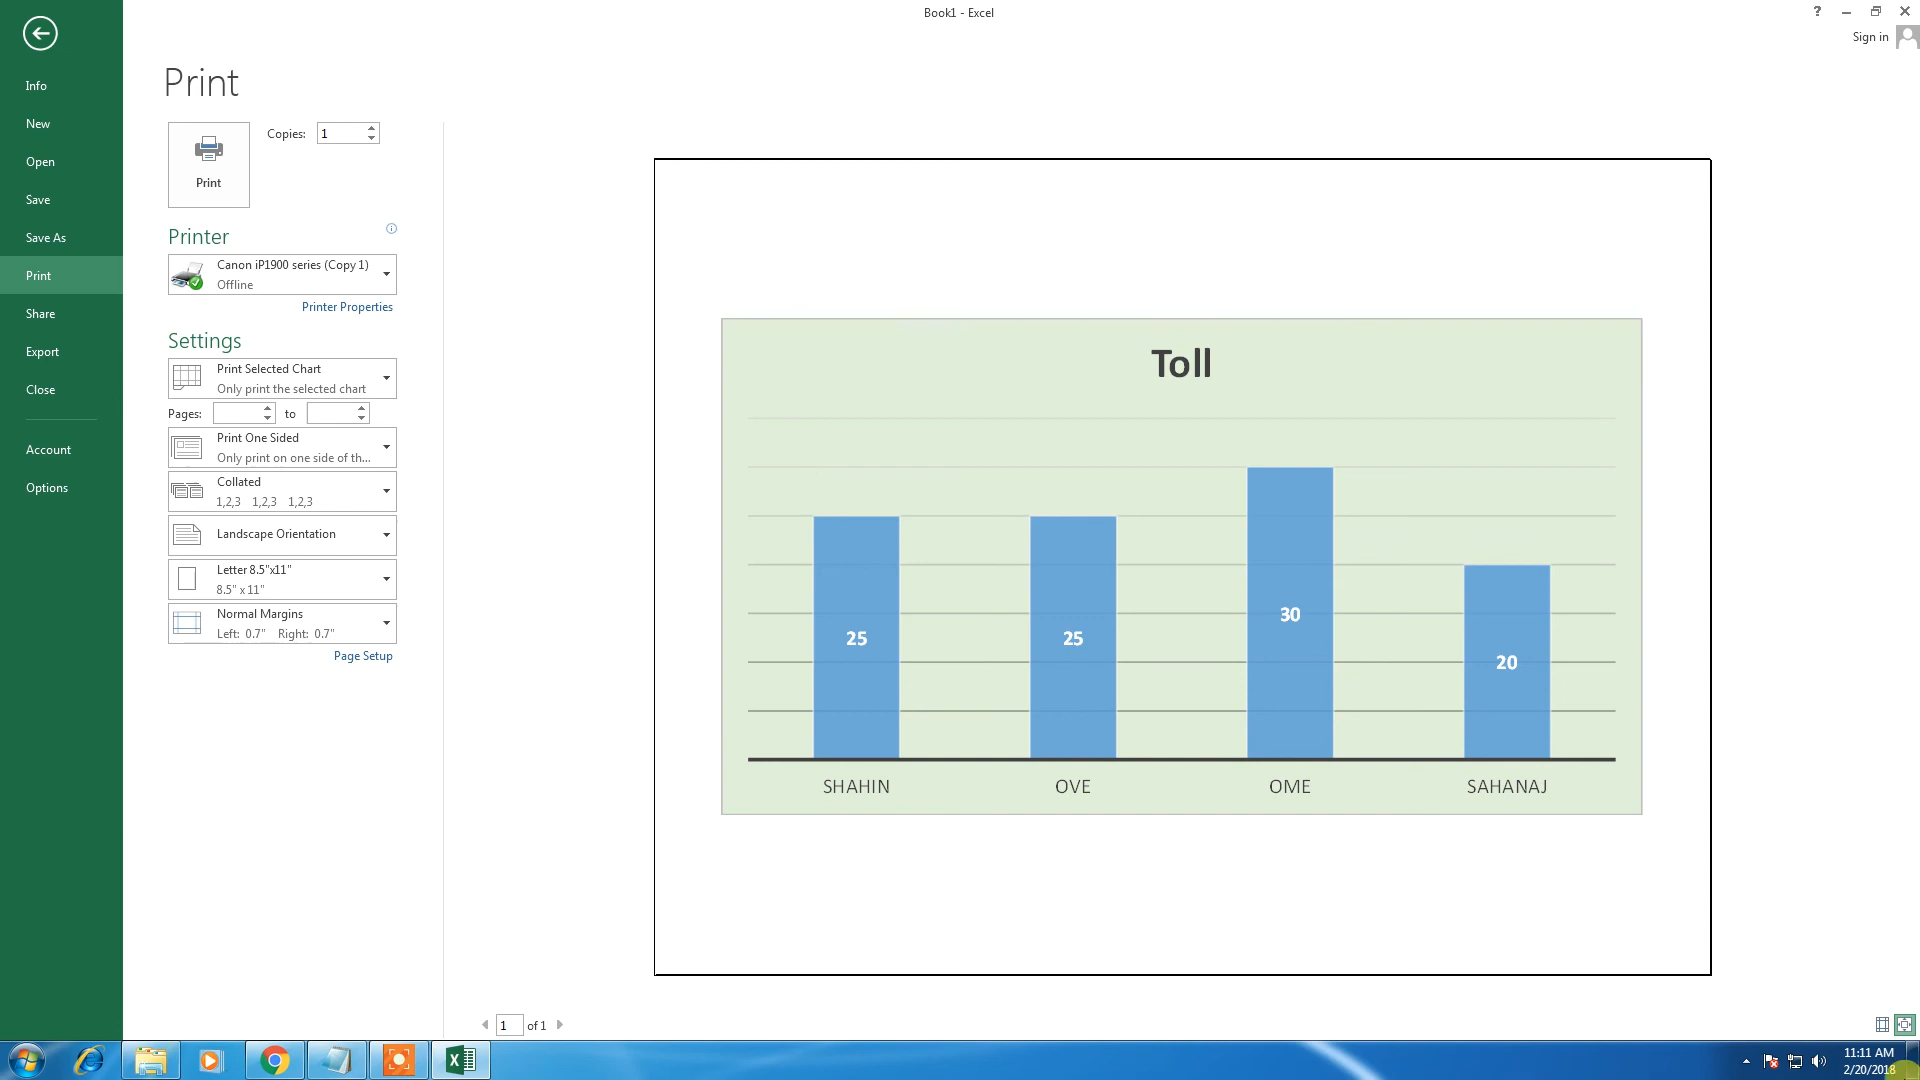 Book1 - Excel
?
Sign in
Info
New
Open
Save
Save As
Print
Share
Export
Close
Account
Options
Print
Print
Copies: 1
Printer
Canon iP1900 series (Copy 1)
Offline
Printer Properties
Settings
Print Selected Chart
Only print the selected chart
Pages: to
Print One Sided
Only print on one side of th...
Collated
1,2,3 1,2,3 1,2,3
Landscape Orientation
Letter 8.5"x11"
8.5" x 11"
Normal Margins
Left: 0.7" Right: 0.7"
Page Setup
Toll
25 25 30 20
SHAHIN OVE OME SAHANAJ
1 of 1
11:11 AM
2/20/2018